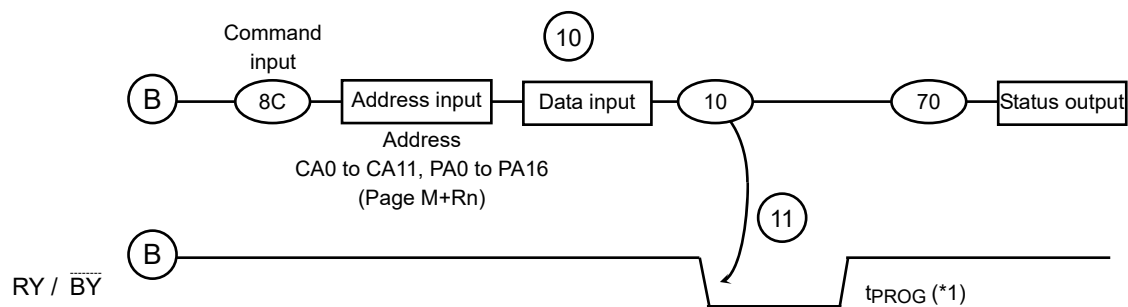 10
Command
input
B 8C Address input Data input 10 70 Status output
Address
CA0 to CA11, PA0 to PA16
(Page M+Rn)
11
B
RY / BY
tPROG (*1)